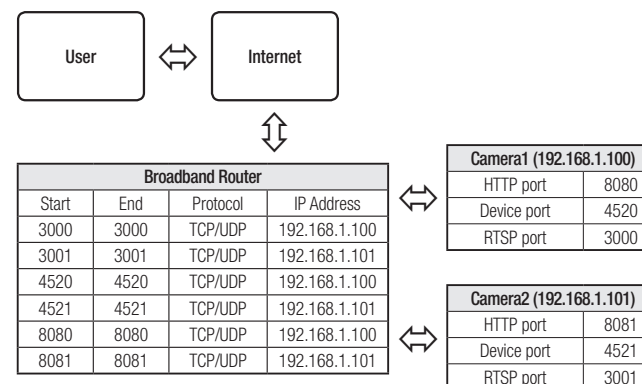 User
Internet
Broadband Router
Start End Protocol IP Address
3000 3000 TCP/UDP 192.168.1.100
3001 3001 TCP/UDP 192.168.1.101
4520 4520 TCP/UDP 192.168.1.100
4521 4521 TCP/UDP 192.168.1.101
8080 8080 TCP/UDP 192.168.1.100
8081 8081 TCP/UDP 192.168.1.101
Camera1 (192.168.1.100)
HTTP port 8080
Device port 4520
RTSP port 3000
Camera2 (192.168.1.101)
HTTP port 8081
Device port 4521
RTSP port 3001